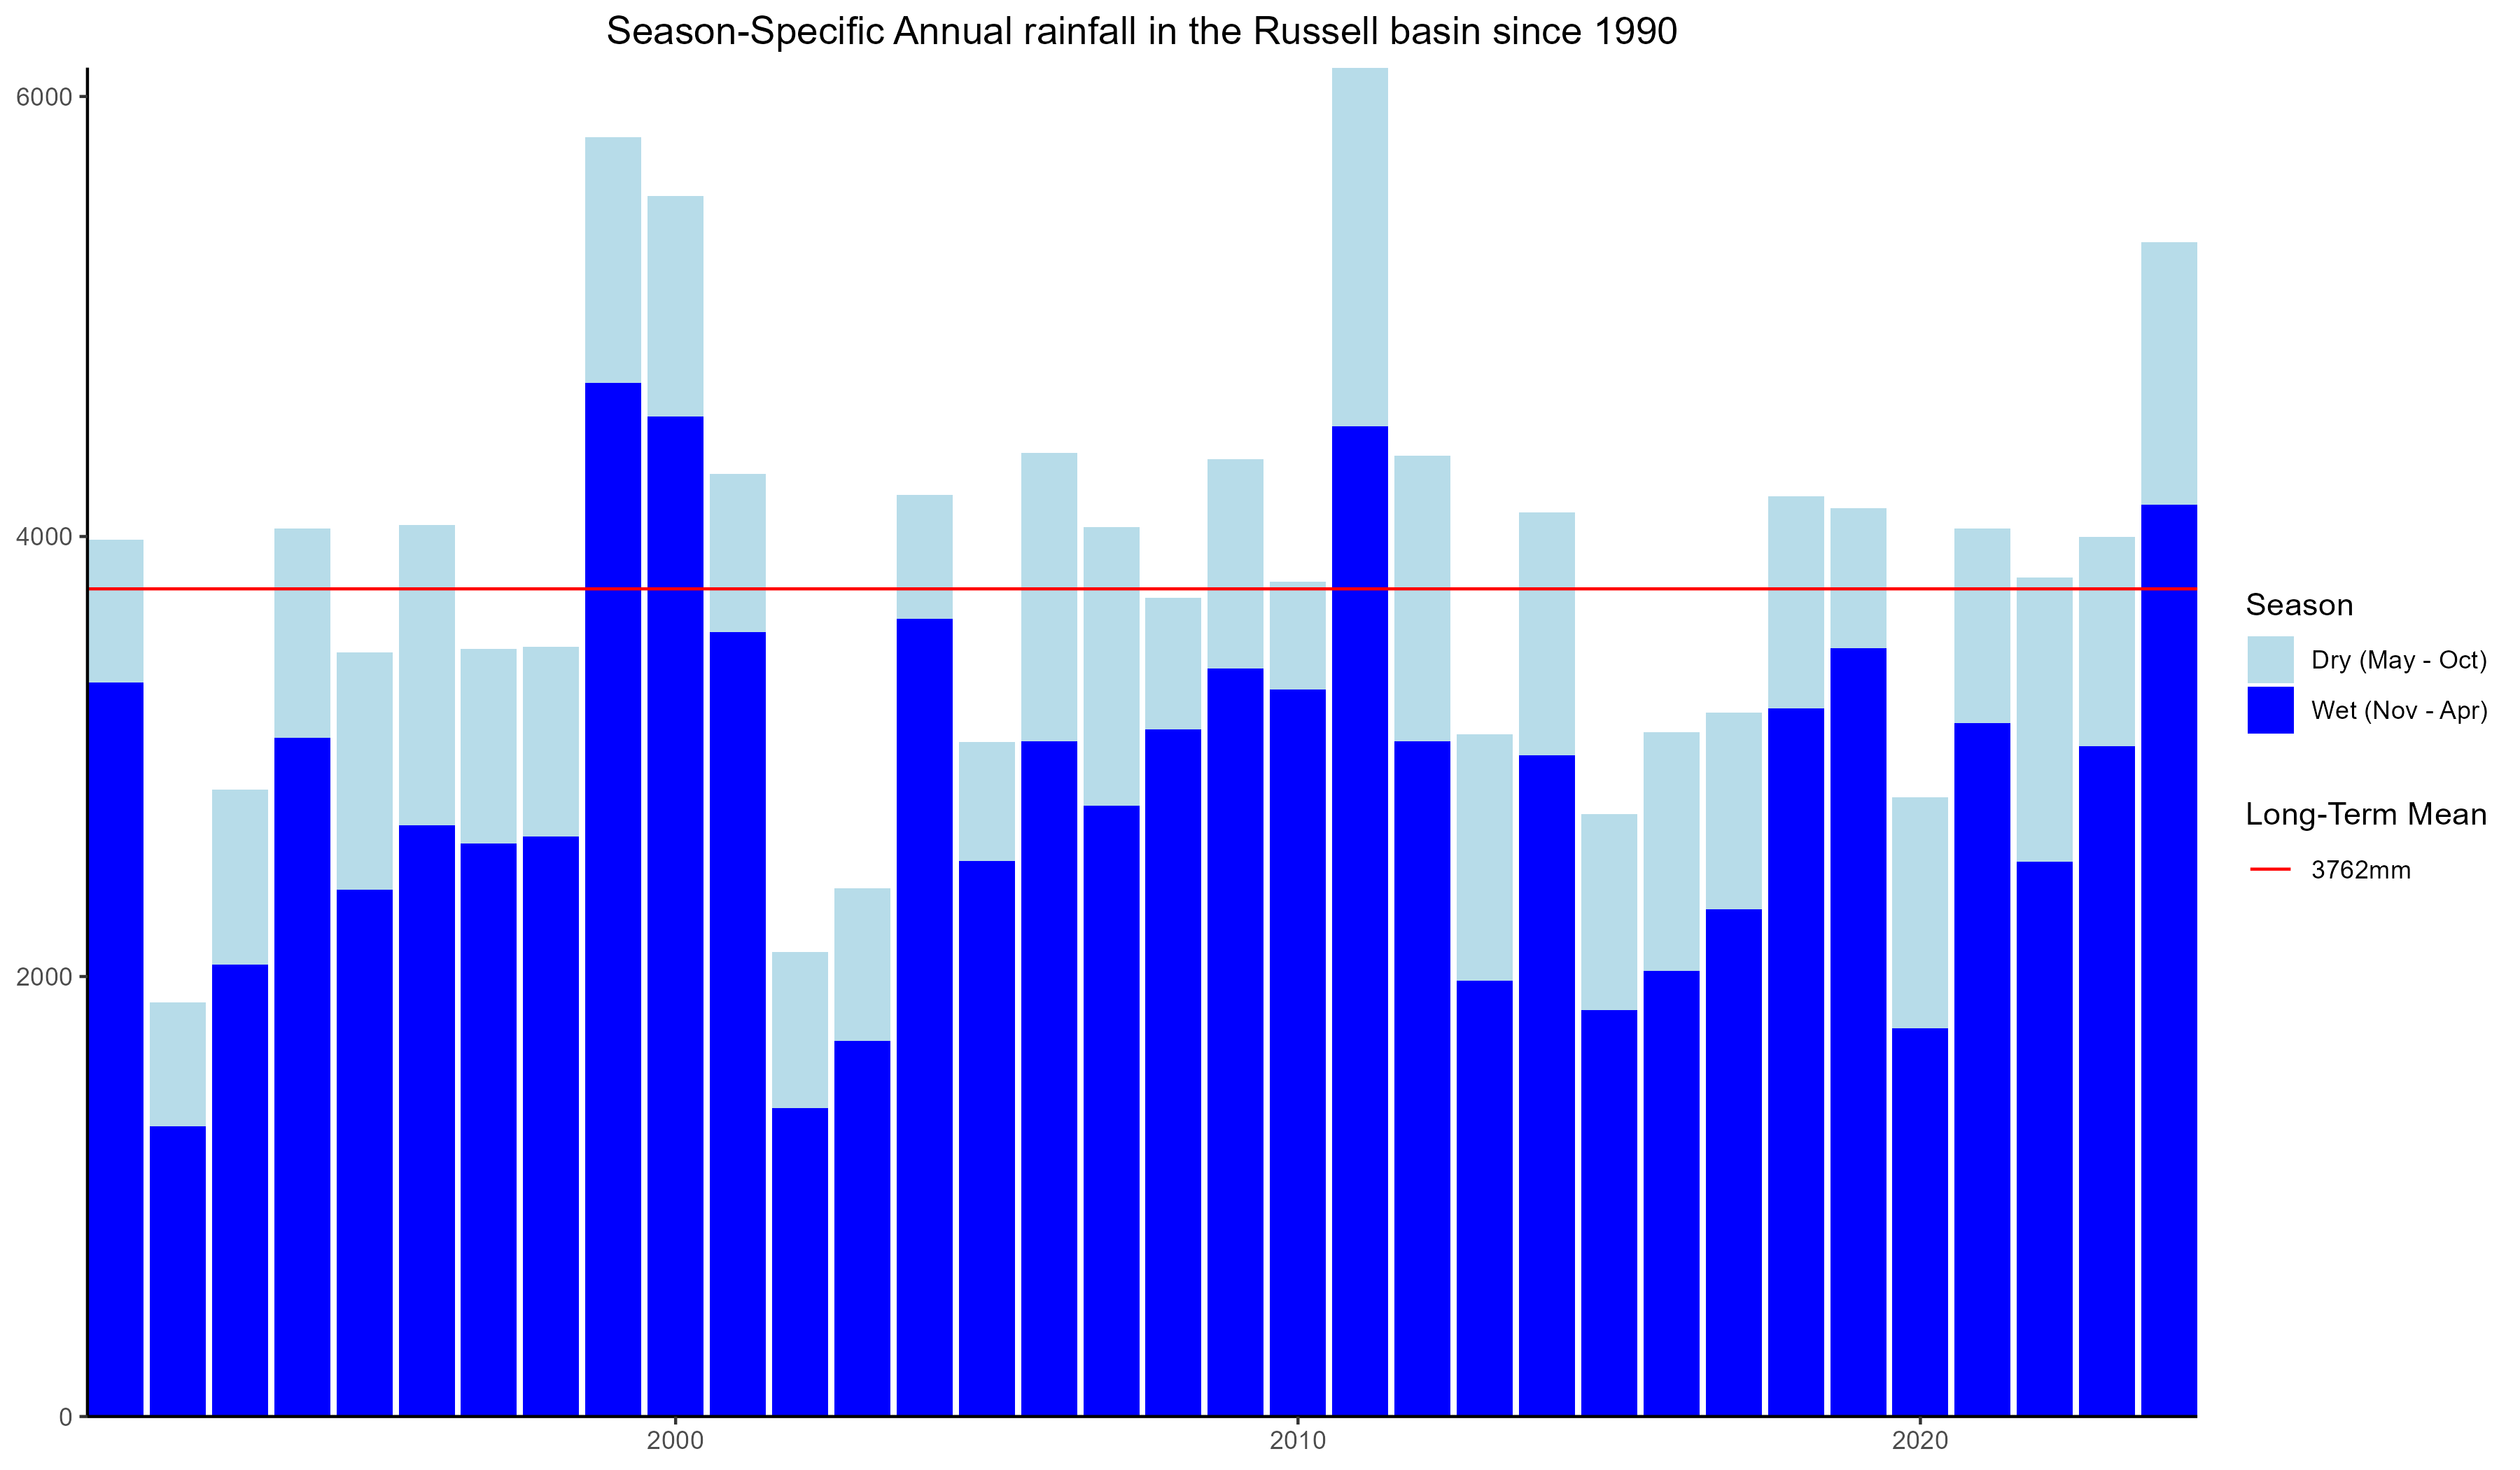 Season-Specific Annual rainfall in the Russell basin since 1990
6000
4000
2000
0
2000
2010
2020
Season
Dry (May - Oct)
Wet (Nov - Apr)
Long-Term Mean
3762mm